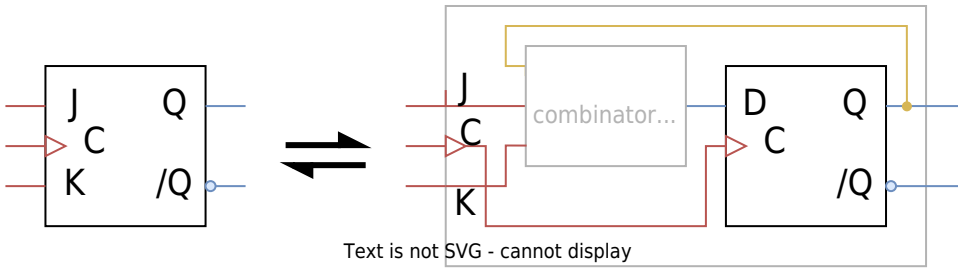 J
Q
C
K
/Q
J
C
K
combinator...
D
Q
C
/Q
Text is not SVG - cannot display